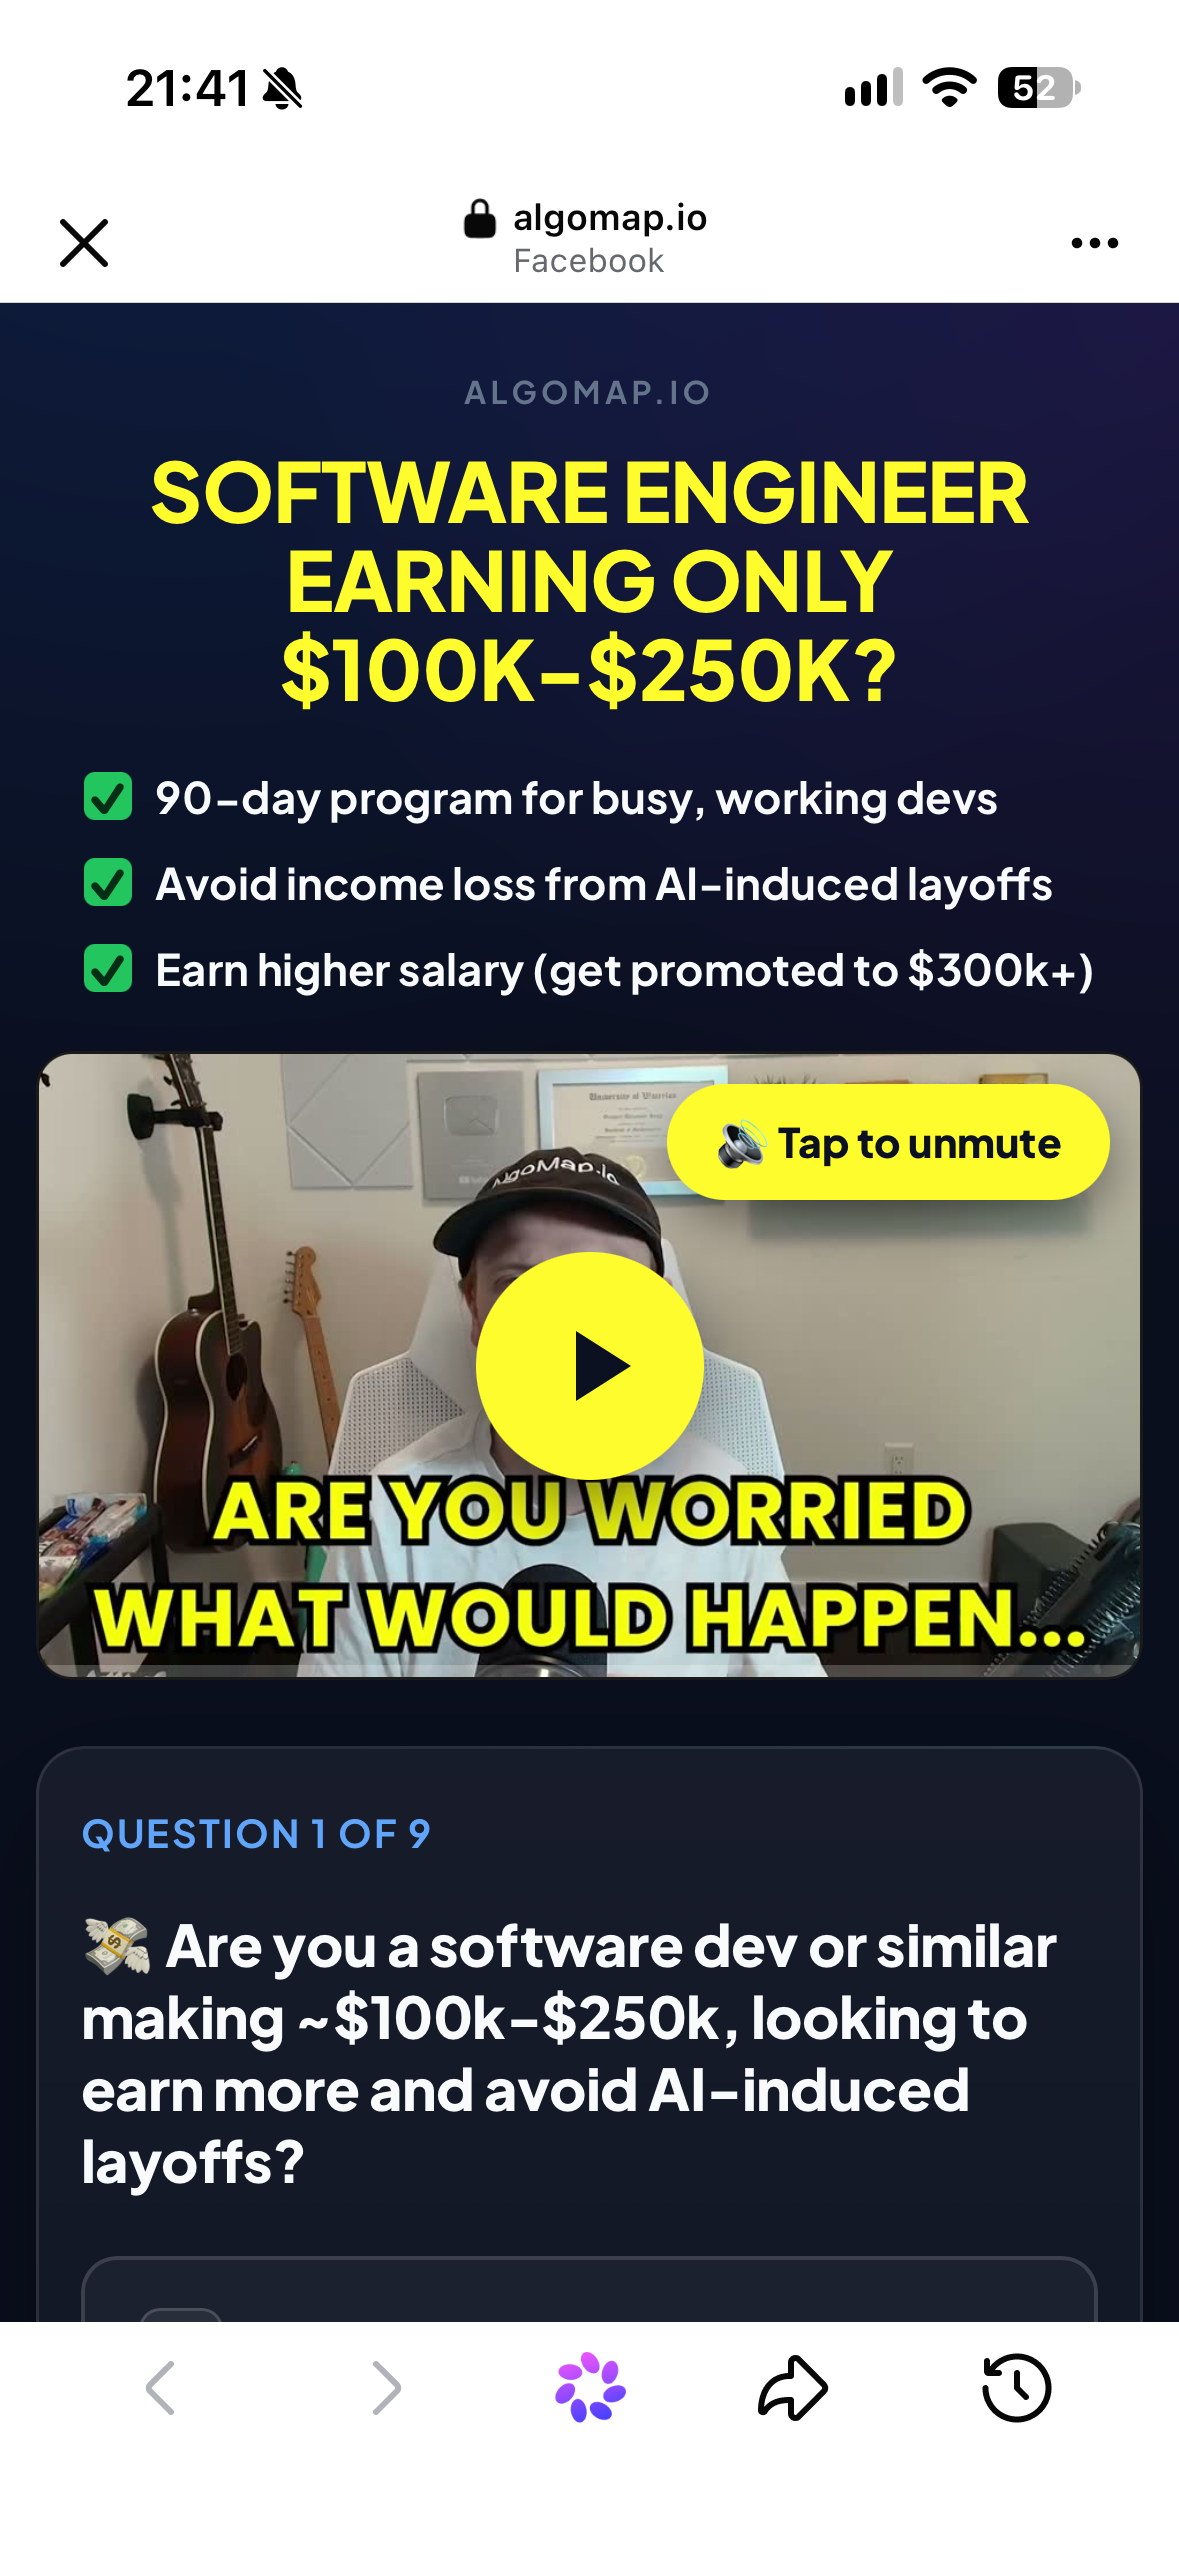 21:41
52
algomap.io
Facebook
ALGOMAP.IO
SOFTWARE ENGINEER
EARNING ONLY
$100K–$250K?
90-day program for busy, working devs
Avoid income loss from AI-induced layoffs
Earn higher salary (get promoted to $300k+)
University of Waterloo
Tap to unmute
AlgoMap.io
ARE YOU WORRIED
WHAT WOULD HAPPEN...
QUESTION 1 OF 9
💸 Are you a software dev or similar
making ~$100k–$250k, looking to
earn more and avoid AI-induced
layoffs?